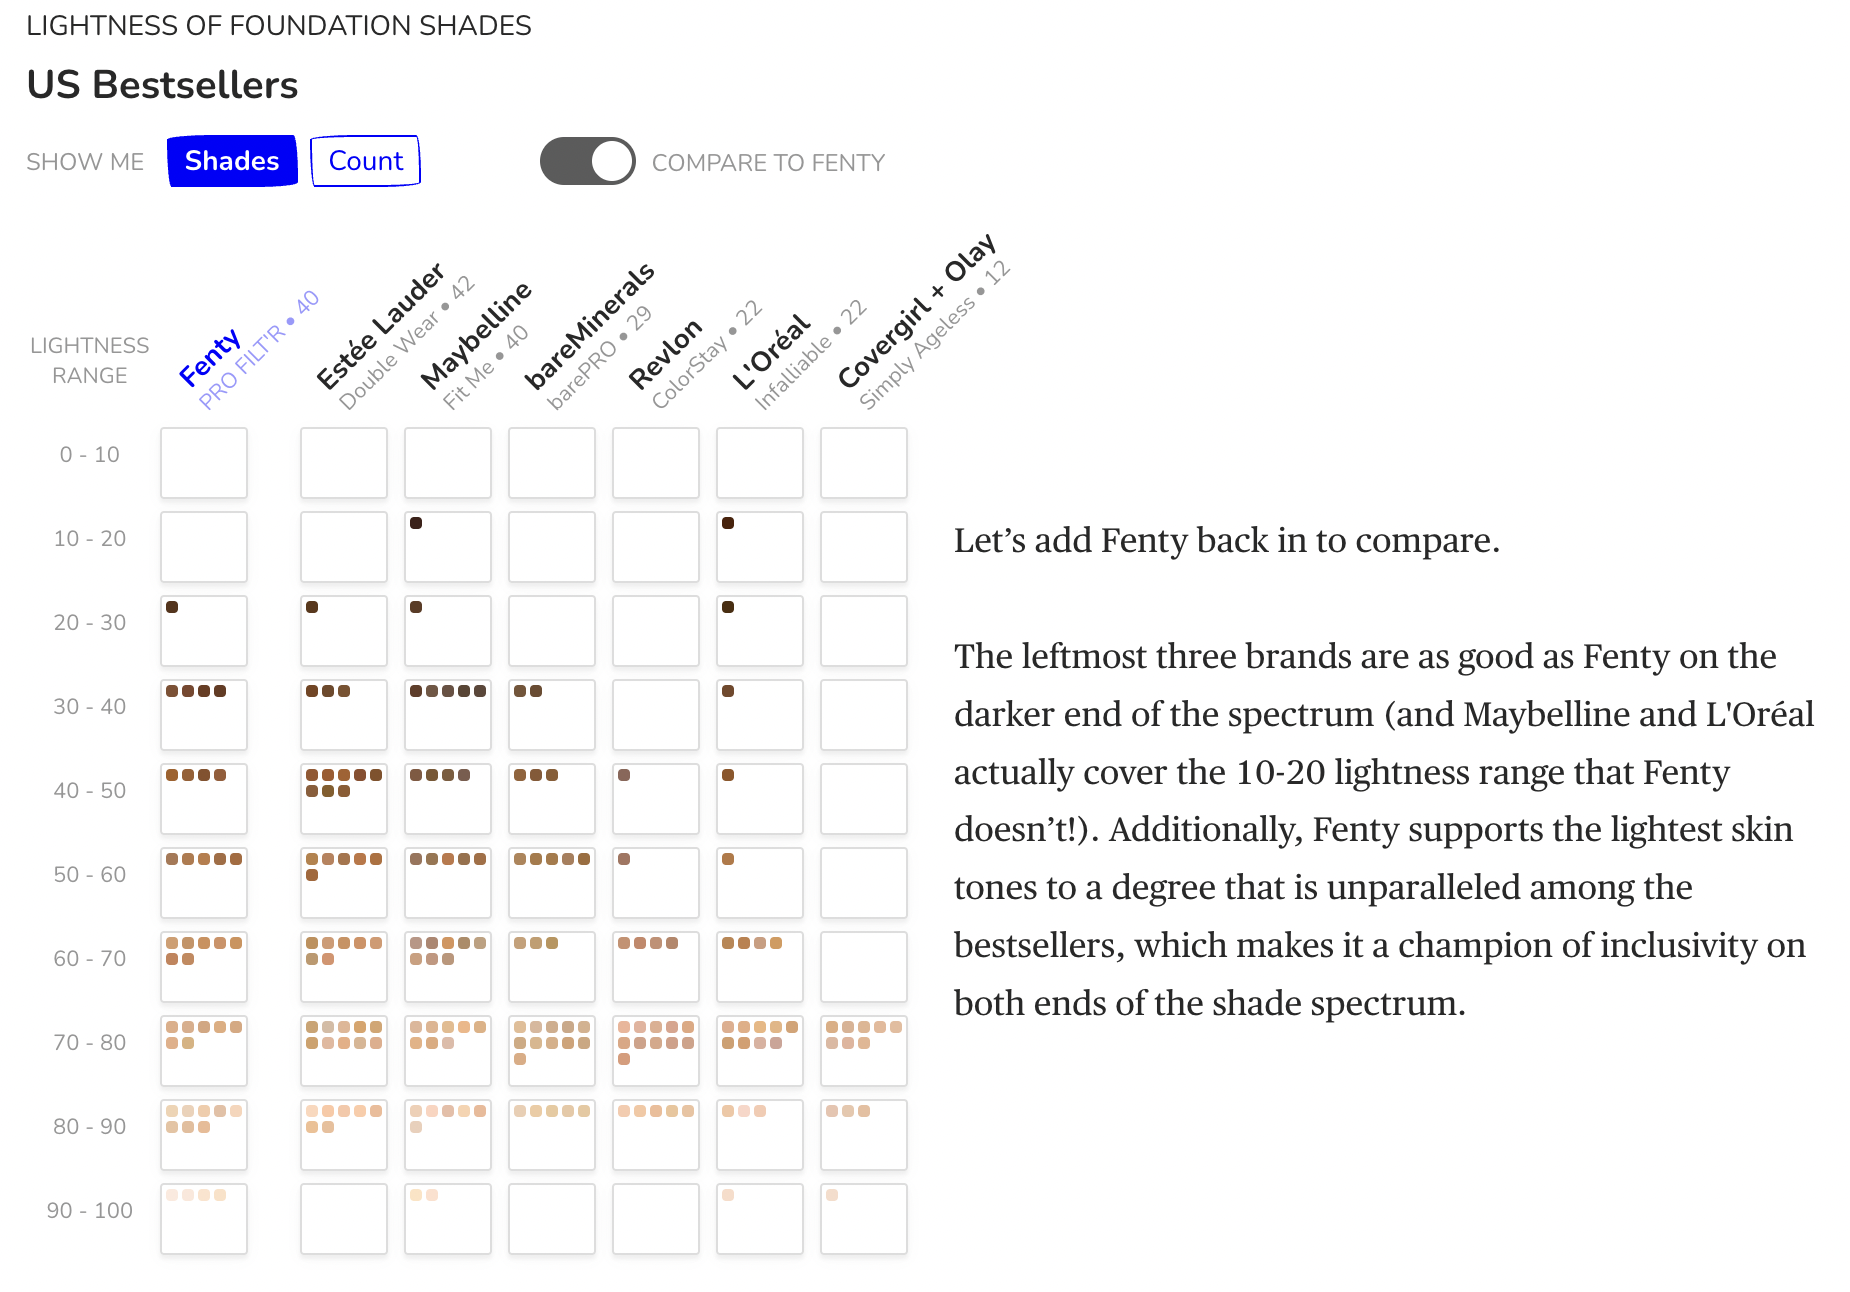 LIGHTNESS OF FOUNDATION SHADES
US Bestsellers
SHOW ME
Shades
Count
COMPARE TO FENTY
LIGHTNESS
RANGE
Fenty
PRO FILT'R • 40
Estée Lauder
Double Wear • 42
Maybelline
Fit Me • 40
bareMinerals
barePRO • 29
Revlon
ColorStay • 22
L'Oréal
Infalliable • 22
Covergirl + Olay
Simply Ageless • 12
0 - 10
10 - 20
20 - 30
30 - 40
40 - 50
50 - 60
60 - 70
70 - 80
80 - 90
90 - 100
Let’s add Fenty back in to compare.
The leftmost three brands are as good as Fenty on the
darker end of the spectrum (and Maybelline and L'Oréal
actually cover the 10-20 lightness range that Fenty
doesn’t!). Additionally, Fenty supports the lightest skin
tones to a degree that is unparalleled among the
bestsellers, which makes it a champion of inclusivity on
both ends of the shade spectrum.